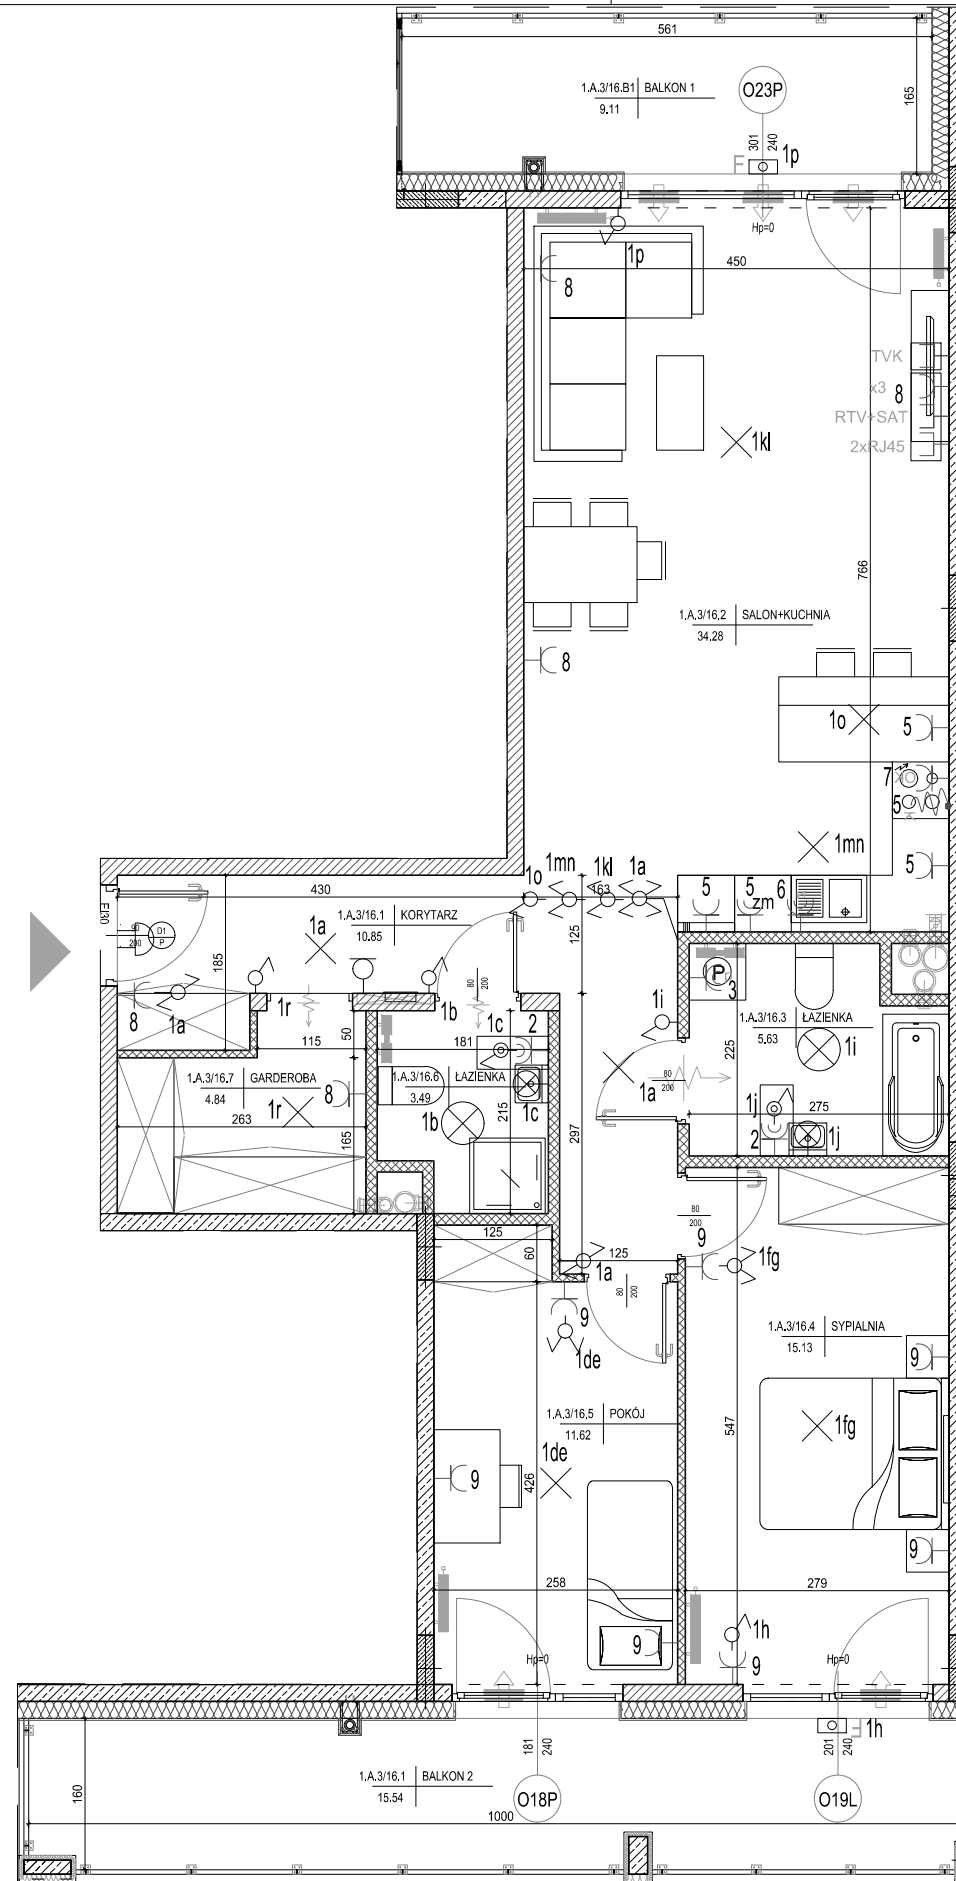 561
1.A.3/16.B1 BALKON 1
9.11
O23P
165
301
240
1p
Hp=0
1p
8
450
TVK
x3
8
RTV+SAT
2xRJ45
1kl
766
1.A.3/16.2 SALON+KUCHNIA
34.28
8
1o
5
7
5
1mn
5
1o
1mn
1kl
1a
163
5
5
zm
6
430
1.A.3/16.1 KORYTARZ
10.85
EI30
90
200
D1
P
1a
185
125
80
200
8
1a
1r
1b
1i
P
3
1.A.3/16.3 ŁAZIENKA
5.63
1i
50
115
181
1c
2
225
1.A.3/16.7 GARDEROBA
4.84
8
1.A.3/16.6 ŁAZIENKA
3.49
1c
1a
80
200
263
1r
1b
215
1j
275
2
1j
165
297
125
60
80
200
9
125
1a
1fg
80
200
9
1de
1.A.3/16.4 SYPIALNIA
15.13
9
1.A.3/16.5 POKÓJ
11.62
547
1fg
9
426
1de
9
258
279
9
1h
9
Hp=0
Hp=0
181
240
201
240
1h
1.A.3/16.1 BALKON 2
15.54
160
O18P
O19L
1000